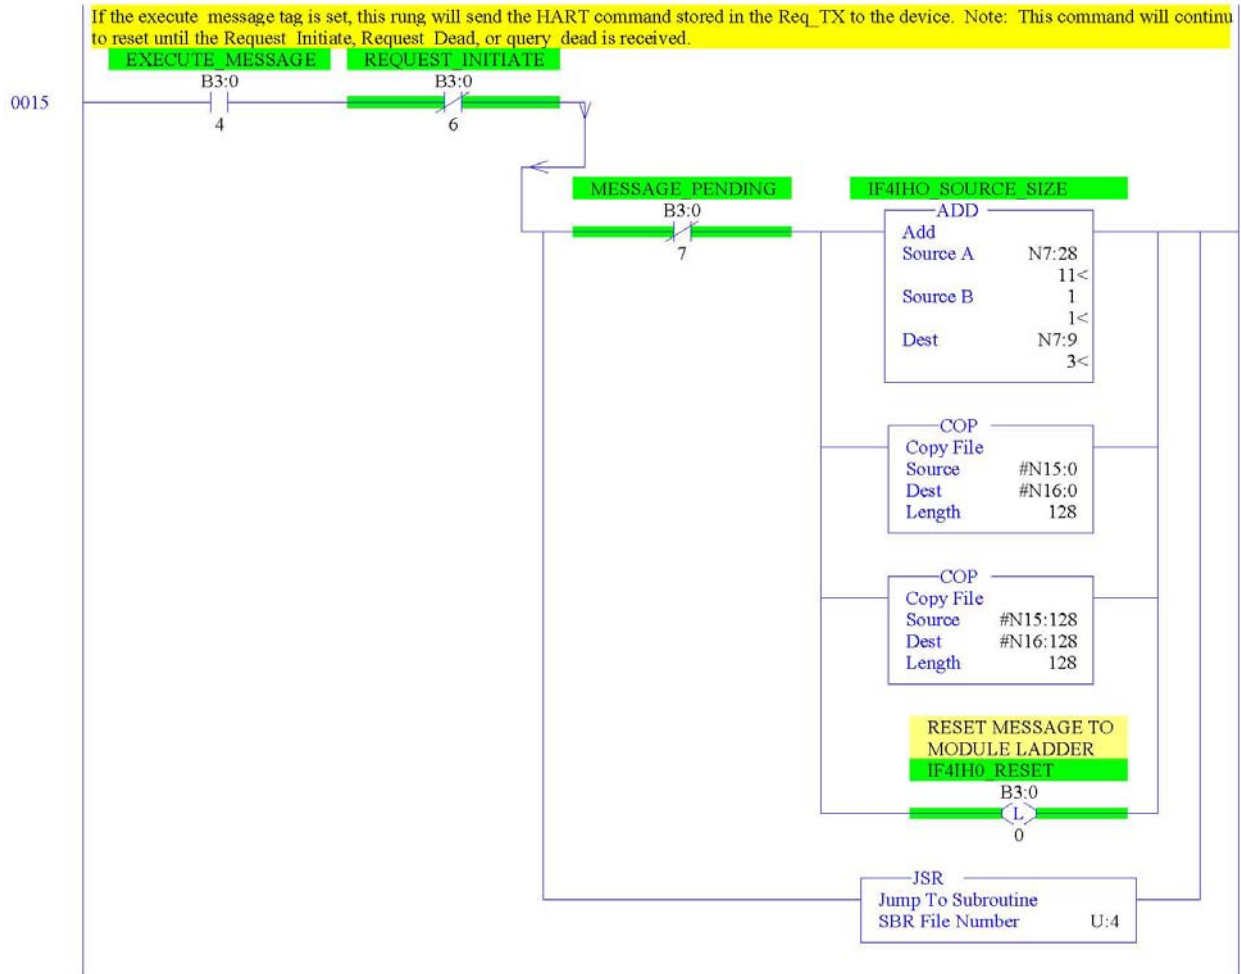 If the execute message tag is set, this rung will send the HART command stored in the Req_TX to the device. Note: This command will continu
to reset until the Request Initiate, Request Dead, or query dead is received.
EXECUTE_MESSAGE REQUEST_INITIATE
B3:0 B3:0
0015
4 6
MESSAGE_PENDING IF4IHO_SOURCE_SIZE
B3:0
7
ADD
Add
Source A N7:28
11<
Source B 1
1<
Dest N7:9
3<
COP
Copy File
Source #N15:0
Dest #N16:0
Length 128
COP
Copy File
Source #N15:128
Dest #N16:128
Length 128
RESET MESSAGE TO
MODULE LADDER
IF4IH0_RESET
B3:0
L
0
JSR
Jump To Subroutine
SBR File Number U:4